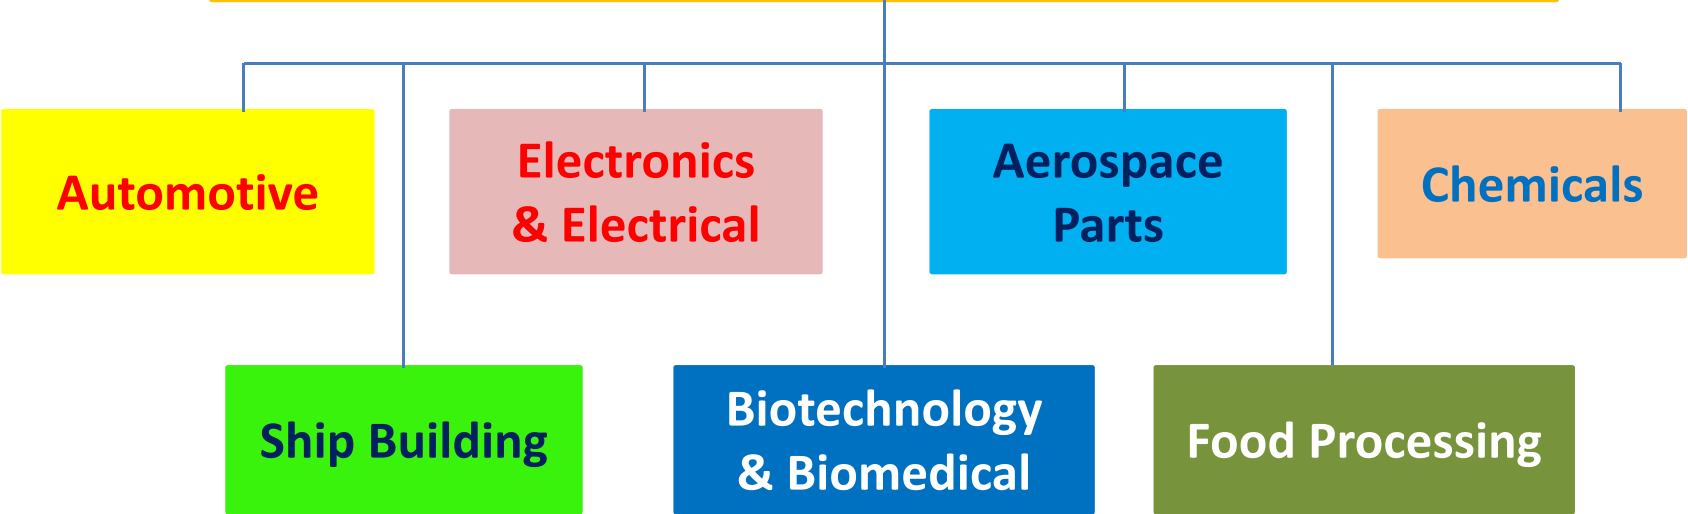 Automotive
Electronics
& Electrical
Aerospace
Parts
Chemicals
Ship Building
Biotechnology
& Biomedical
Food Processing